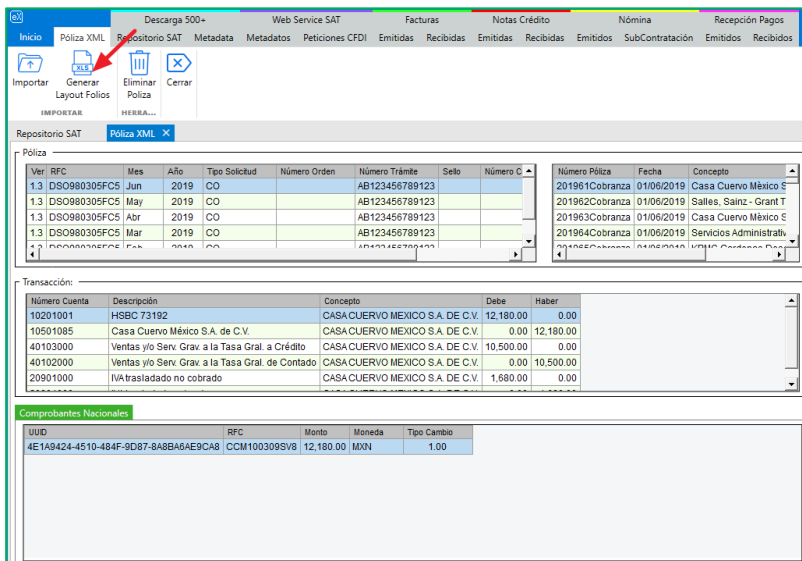 eX
Descarga 500+ Web Service SAT Facturas Notas Crédito Nómina Recepción Pagos
Inicio Póliza XML Repositorio SAT Metadata Metadatos Peticiones CFDI Emitidas Recibidas Emitidas Recibidas Emitidos SubContratación Emitidos Recibidos
XLS
Importar Generar Layout Folios Eliminar Poliza Cerrar
IMPORTAR HERRA...
Repositorio SAT Póliza XML
Póliza
Ver RFC Mes Año Tipo Solicitud Número Orden Número Trámite Sello Número C Número Póliza Fecha Concepto
1.3 DSO980305FC5 Jun 2019 CO AB123456789123 201961Cobranza 01/06/2019 Casa Cuervo Mèxico S
1.3 DSO980305FC5 May 2019 CO AB123456789123 201962Cobranza 01/06/2019 Salles, Sainz - Grant T
1.3 DSO980305FC5 Abr 2019 CO AB123456789123 201963Cobranza 01/06/2019 Casa Cuervo Mèxico S
1.3 DSO980305FC5 Mar 2019 CO AB123456789123 201964Cobranza 01/06/2019 Servicios Administrativ
Transacción:
Número Cuenta Descripción Concepto Debe Haber
10201001 HSBC 73192 CASA CUERVO MEXICO S.A. DE C.V. 12,180.00 0.00
10501085 Casa Cuervo México S.A. de C.V. CASA CUERVO MEXICO S.A. DE C.V. 0.00 12,180.00
40103000 Ventas y/o Serv. Grav. a la Tasa Gral. a Crédito CASA CUERVO MEXICO S.A. DE C.V. 10,500.00 0.00
40102000 Ventas y/o Serv. Grav. a la Tasa Gral. de Contado CASA CUERVO MEXICO S.A. DE C.V. 0.00 10,500.00
20901000 IVA trasladado no cobrado CASA CUERVO MEXICO S.A. DE C.V. 1,680.00 0.00
Comprobantes Nacionales
UUID RFC Monto Moneda Tipo Cambio
4E1A9424-4510-484F-9D87-8A8BA6AE9CA8 CCM100309SV8 12,180.00 MXN 1.00